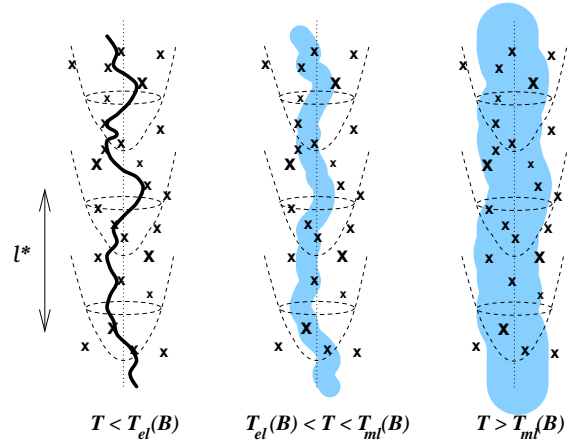 l*
T < T_el(B)
T_el(B) < T < T_ml(B)
T > T_ml(B)